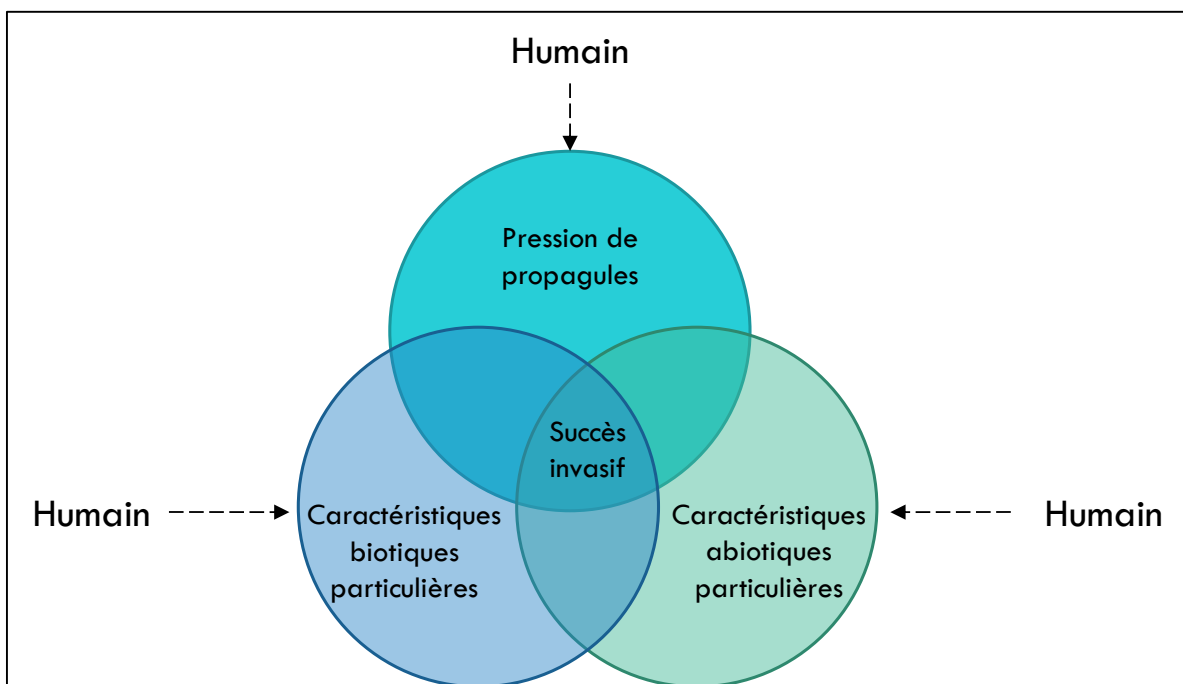 Humain
Pression de
propagules
Succès
invasif
Humain
Caractéristiques
biotiques
particulières
Caractéristiques
abiotiques
particulières
Humain